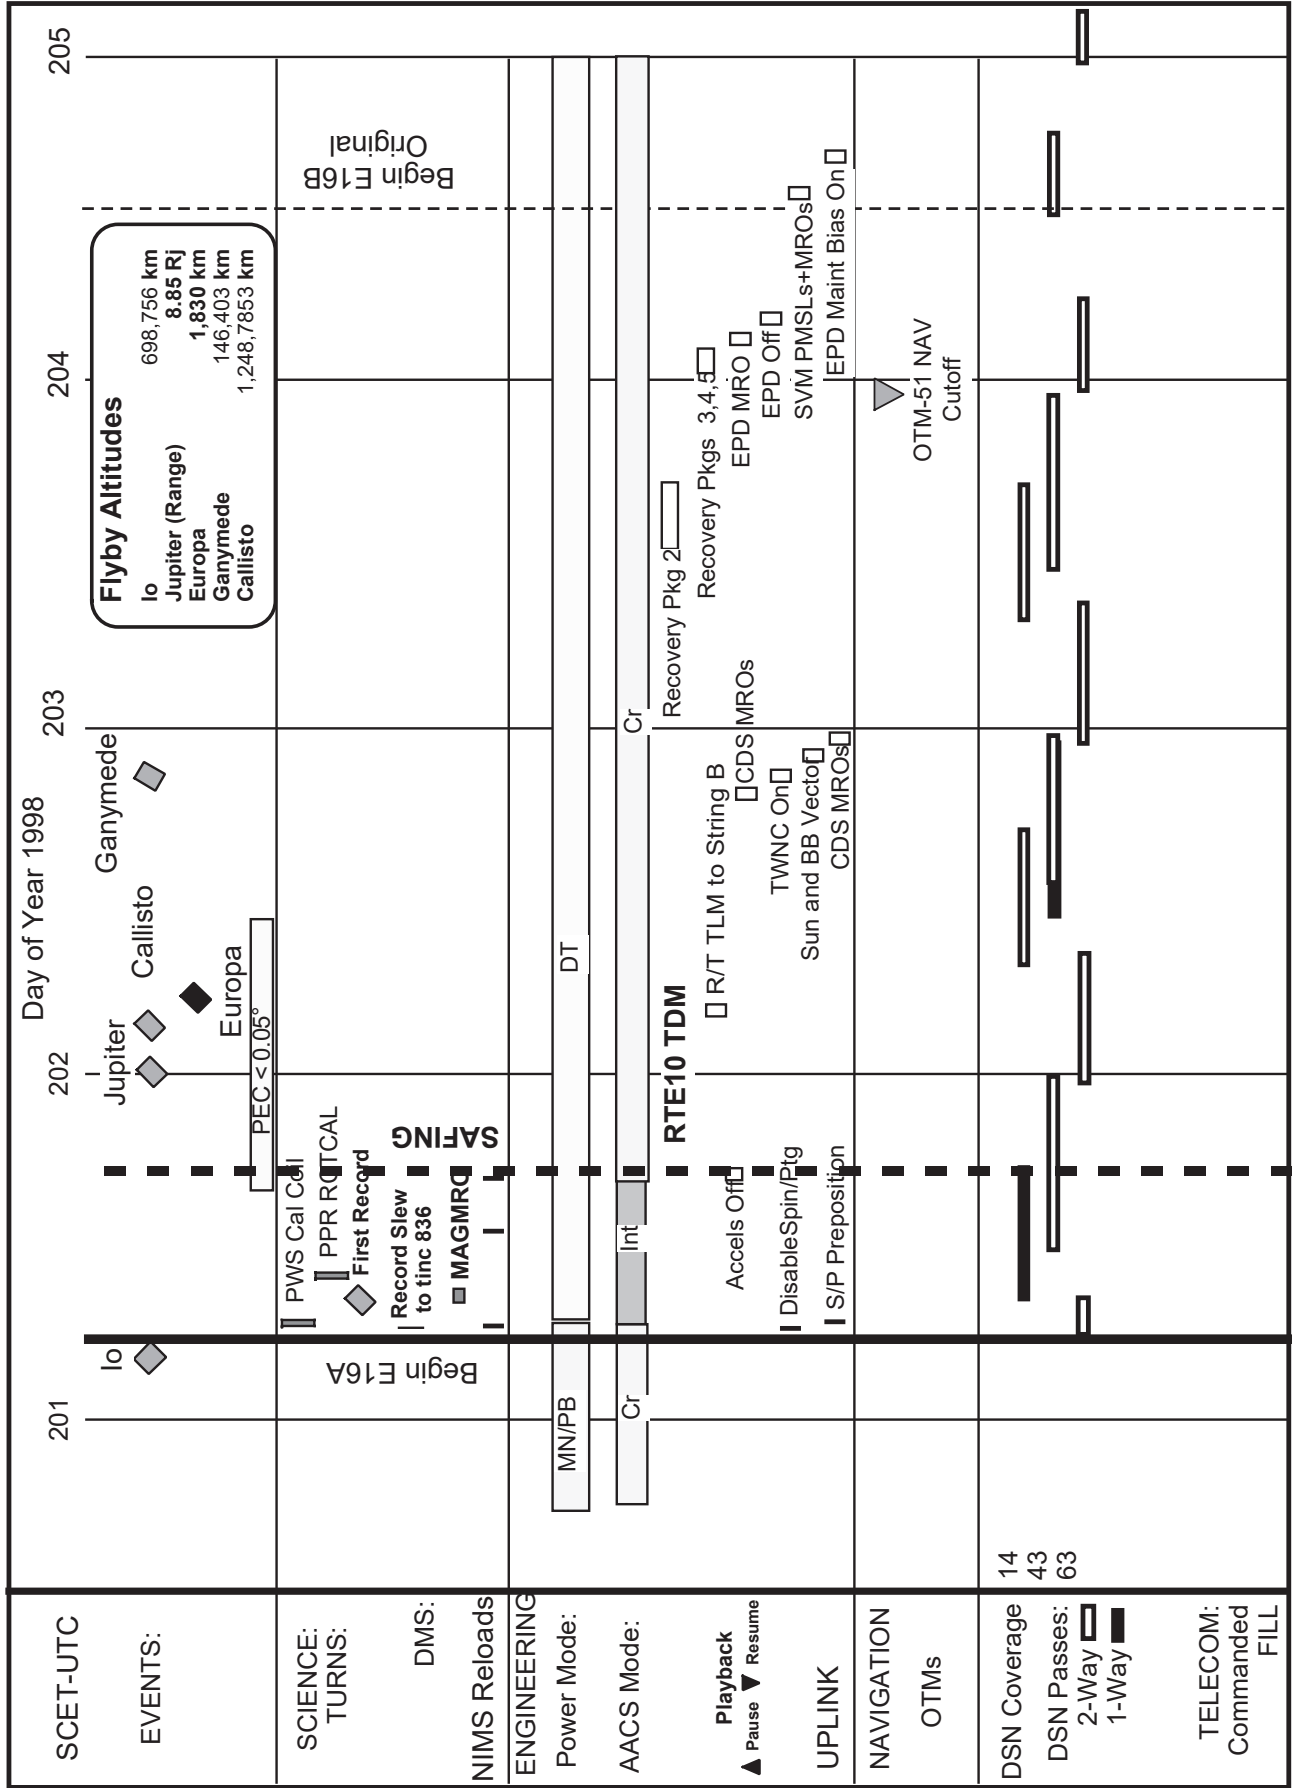 Day of Year 1998
SCET-UTC
201
202
203
204
205
EVENTS:
Io
Jupiter
Callisto
Europa
Ganymede
PEC < 0.05°
Flyby Altitudes
Io 698,756 km
Jupiter (Range) 8.85 Rj
Europa 1,830 km
Ganymede 146,403 km
Callisto 1,248,7853 km
SCIENCE:
TURNS:
DMS:
NIMS Reloads
Begin E16A
PWS Cal Coil
PPR ROTCAL
First Record
Record Slew
to tinc 836
MAGMRO
SAFING
Begin E16B
Original
ENGINEERING
Power Mode:
MN/PB
DT
AACS Mode:
Cr
Int
Cr
Playback
Pause
Resume
UPLINK
RTE10 TDM
Accels Off
DisableSpin/Ptg
S/P Preposition
R/T TLM to String B
CDS MROs
TWNC On
Sun and BB Vector
CDS MROs
Recovery Pkg 2
Recovery Pkgs 3,4,5
EPD MRO
EPD Off
SVM PMSLs+MROs
EPD Maint Bias On
NAVIGATION
OTMs
OTM-51 NAV
Cutoff
DSN Coverage
14
43
63
DSN Passes:
2-Way
1-Way
TELECOM:
Commanded
FILL